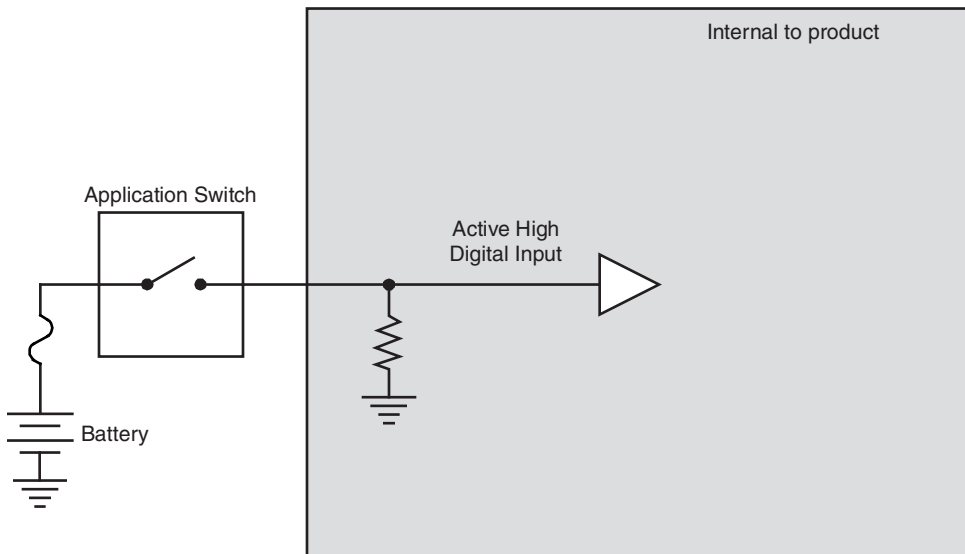 Internal to product
Application Switch
Active High
Digital Input
Battery